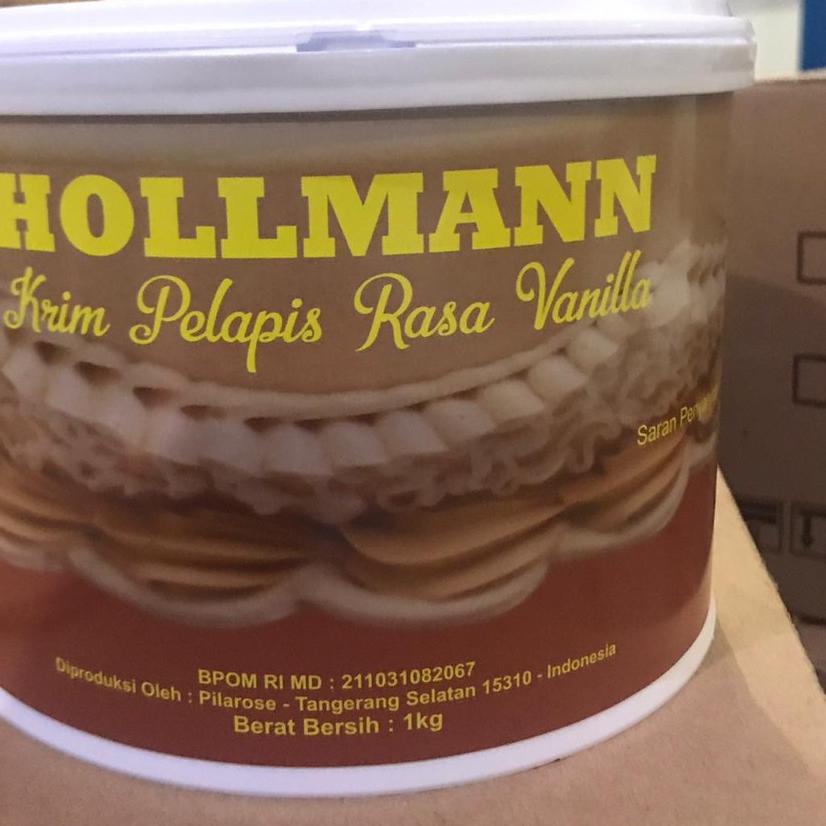 HOLLMANN
Krim Pelapis Rasa Vanilla
Saran
BPOM RI MD : 211031082067
Diproduksi Oleh : Pilarose - Tangerang Selatan 15310 - Indonesia
Berat Bersih : 1kg